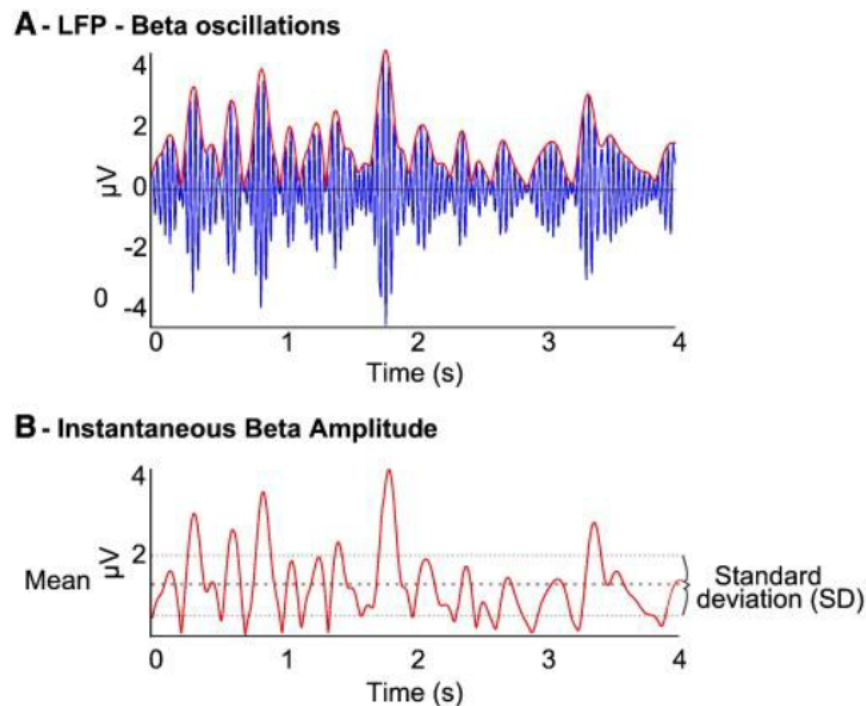 A - LFP - Beta oscillations
4
2
0
-2
0
-4
µV
0 1 2 3 4
Time (s)
B - Instantaneous Beta Amplitude
4
2
µV
Mean
Standard
deviation (SD)
0 1 2 3 4
Time (s)